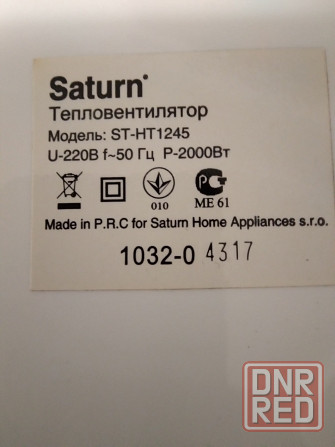 Saturn
Тепловентилятор
Модель: ST-HT1245
U-220В f~50 Гц P-2000Вт
010
ME 61
Made in P.R.C for Saturn Home Appliances s.r.o.
1032-0 4317
DNR
RED